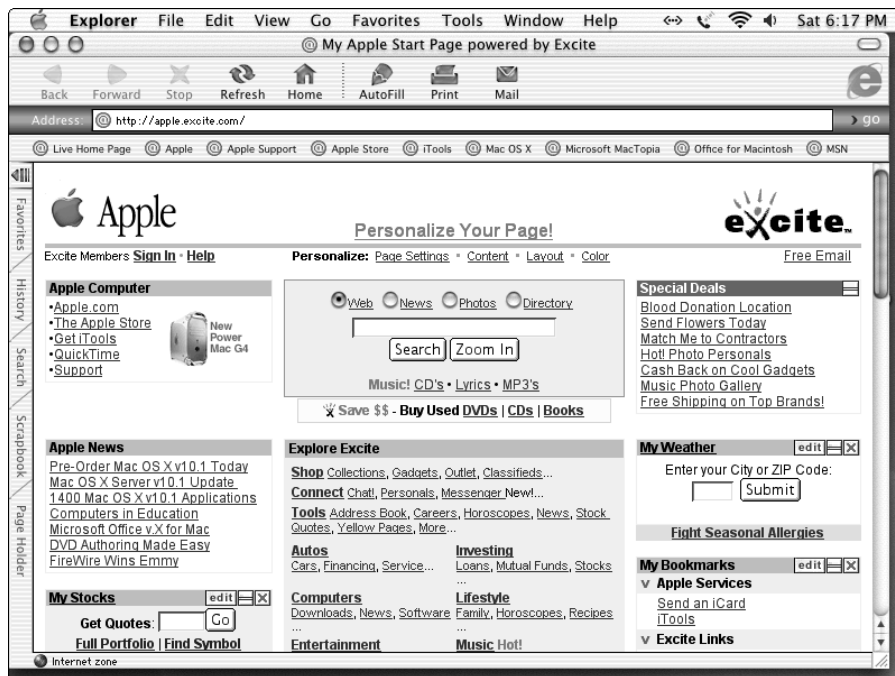 Explorer File Edit View Go Favorites Tools Window Help Sat 6:17 PM
@ My Apple Start Page powered by Excite
Back Forward Stop Refresh Home AutoFill Print Mail
Address: @ http://apple.excite.com/ › go
@ Live Home Page @ Apple @ Apple Support @ Apple Store @ iTools @ Mac OS X @ Microsoft MacTopia @ Office for Macintosh @ MSN
Favorites
History
Search
Scrapbook
Page Holder
Apple
Personalize Your Page!
excite™
Excite Members Sign In · Help
Personalize: Page Settings · Content · Layout · Color
Free Email
Apple Computer
•Apple.com
•The Apple Store
•Get iTools
•QuickTime
•Support
New
Power
Mac G4
Web News Photos Directory
Search Zoom In
Music! CD's • Lyrics • MP3's
Save $$ - Buy Used DVDs | CDs | Books
Special Deals
Blood Donation Location
Send Flowers Today
Match Me to Contractors
Hot! Photo Personals
Cash Back on Cool Gadgets
Music Photo Gallery
Free Shipping on Top Brands!
Apple News
Pre-Order Mac OS X v10.1 Today
Mac OS X Server v10.1 Update
1400 Mac OS X v10.1 Applications
Computers in Education
Microsoft Office v.X for Mac
DVD Authoring Made Easy
FireWire Wins Emmy
My Stocks edit X
Get Quotes: Go
Full Portfolio | Find Symbol
Explore Excite
Shop Collections, Gadgets, Outlet, Classifieds...
Connect Chat!, Personals, Messenger New!...
Tools Address Book, Careers, Horoscopes, News, Stock
Quotes, Yellow Pages, More...
Autos
Cars, Financing, Service...
Investing
Loans, Mutual Funds, Stocks
...
Computers
Downloads, News, Software
...
Lifestyle
Family, Horoscopes, Recipes
...
Entertainment
Music Hot!
My Weather edit X
Enter your City or ZIP Code:
Submit
Fight Seasonal Allergies
My Bookmarks edit X
v Apple Services
Send an iCard
iTools
v Excite Links
Internet zone